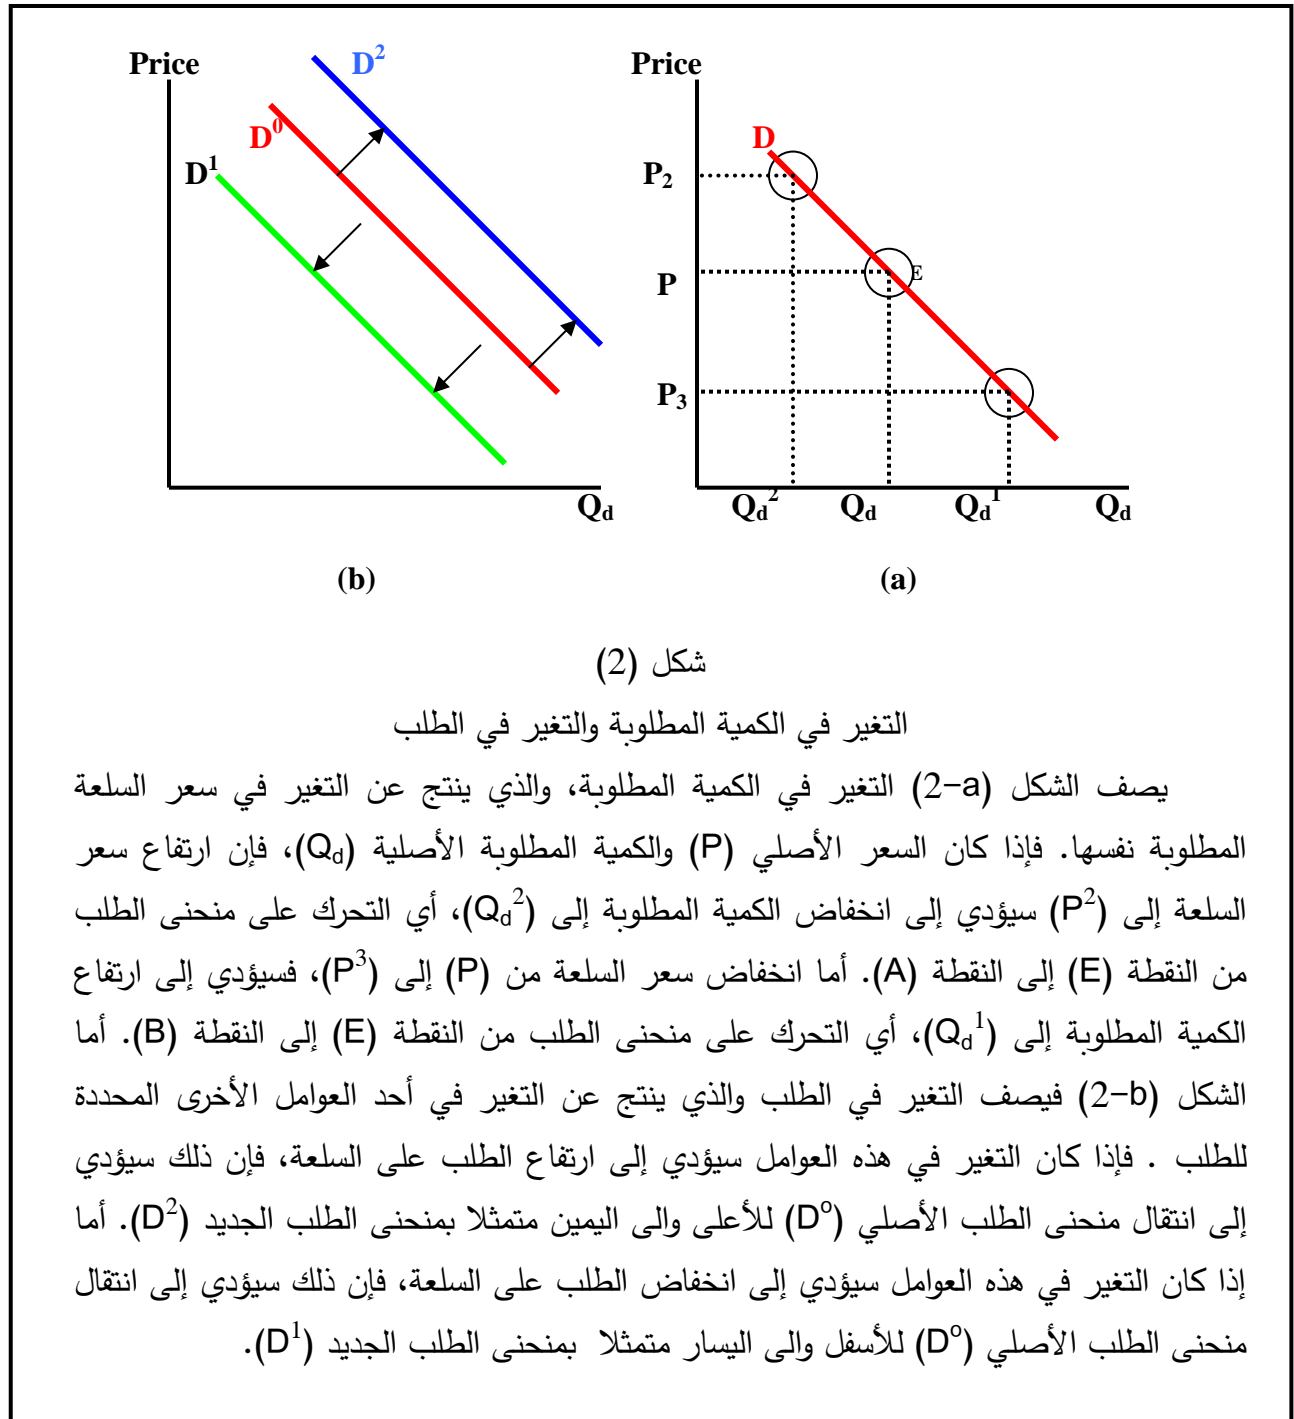 Price D² Price
D⁰ D
D¹ P₂
P E
P₃
Q_d Q_d² Q_d Q_d¹ Q_d
(b) (a)
شكل (2)
التغير في الكمية المطلوبة والتغير في الطلب
يصف الشكل (2-a) التغير في الكمية المطلوبة، والذي ينتج عن التغير في سعر السلعة
المطلوبة نفسها. فإذا كان السعر الأصلي (P) والكمية المطلوبة الأصلية (Q_d)، فإن ارتفاع سعر
السلعة إلى (P²) سيؤدي إلى انخفاض الكمية المطلوبة إلى (Q_d²)، أي التحرك على منحنى الطلب
من النقطة (E) إلى النقطة (A). أما انخفاض سعر السلعة من (P) إلى (P³)، فسيؤدي إلى ارتفاع
الكمية المطلوبة إلى (Q_d¹)، أي التحرك على منحنى الطلب من النقطة (E) إلى النقطة (B). أما
الشكل (2-b) فيصف التغير في الطلب والذي ينتج عن التغير في أحد العوامل الأخرى المحددة
للطلب . فإذا كان التغير في هذه العوامل سيؤدي إلى ارتفاع الطلب على السلعة، فإن ذلك سيؤدي
إلى انتقال منحنى الطلب الأصلي (Dᵒ) للأعلى والى اليمين متمثلا بمنحنى الطلب الجديد (D²). أما
إذا كان التغير في هذه العوامل سيؤدي إلى انخفاض الطلب على السلعة، فإن ذلك سيؤدي إلى انتقال
منحنى الطلب الأصلي (Dᵒ) للأسفل والى اليسار متمثلا بمنحنى الطلب الجديد (D¹).